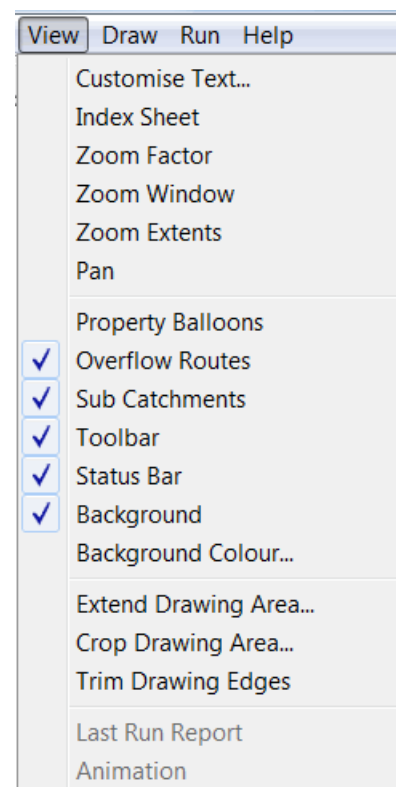 View Draw Run Help
Customise Text...
Index Sheet
Zoom Factor
Zoom Window
Zoom Extents
Pan
Property Balloons
Overflow Routes
Sub Catchments
Toolbar
Status Bar
Background
Background Colour...
Extend Drawing Area...
Crop Drawing Area...
Trim Drawing Edges
Last Run Report
Animation